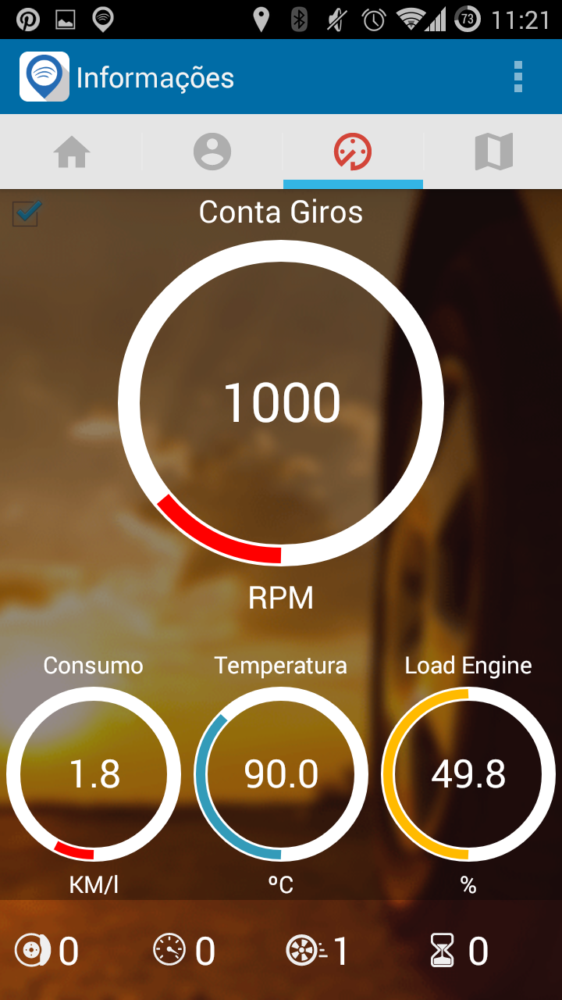 73 11:21
Informações
Conta Giros
1000
RPM
Consumo Temperatura Load Engine
1.8 90.0 49.8
KM/l ºC %
0 0 1 0